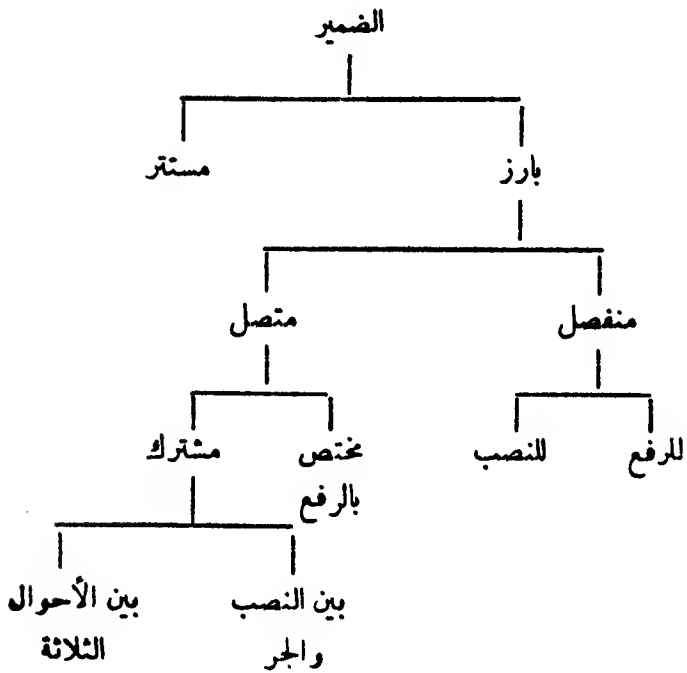 الضمير
بارز
مستتر
منفصل
متصل
للرفع
للنصب
مختص
بالرفع
مشترك
بين النصب
والجر
بين الأحوال
الثلاثة